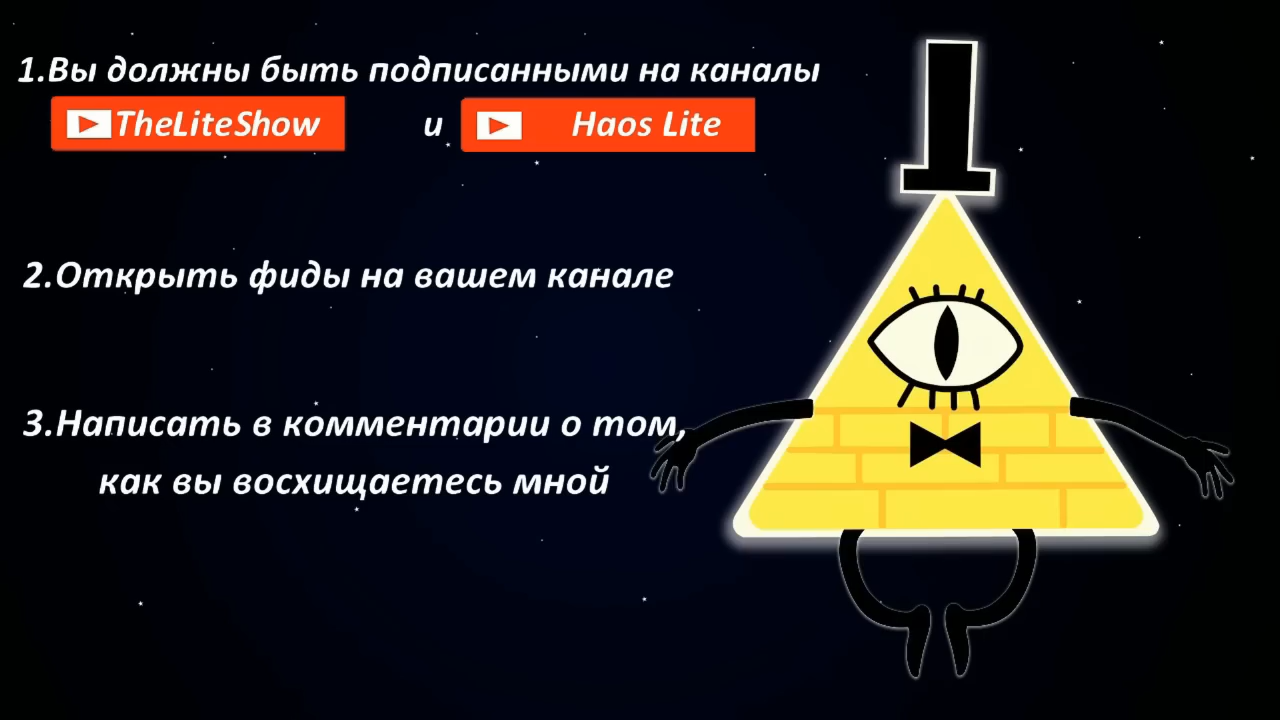 1.Вы должны быть подписанными на каналы
TheLiteShow и Haos Lite
2.Открыть фиды на вашем канале
3.Написать в комментарии о том,
как вы восхищаетесь мной